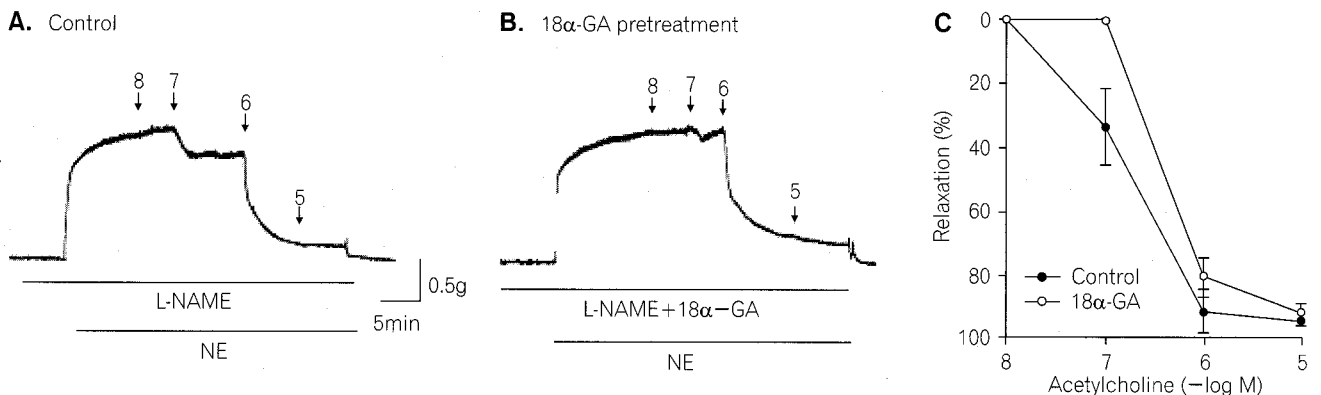 A. Control
8 7
6
5
L-NAME
NE
0.5g
5min
B. 18α-GA pretreatment
8 7 6
5
L-NAME+18α-GA
NE
C
0
20
40
60
80
100
Relaxation (%)
Control
18α-GA
8 7 6 5
Acetylcholine (−log M)